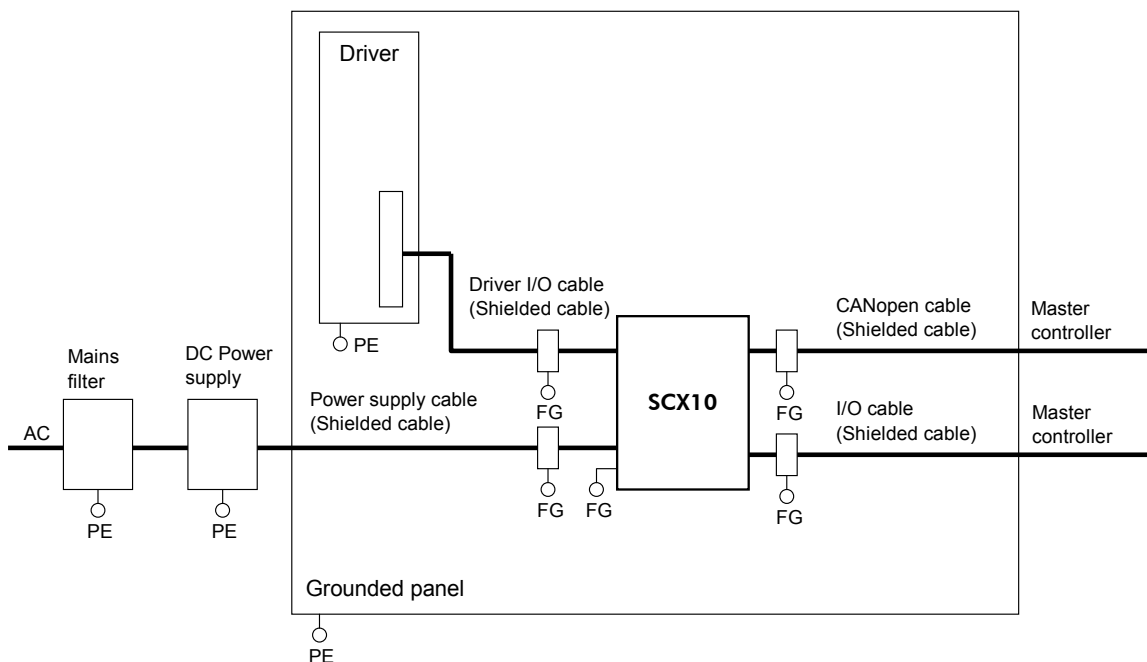 Driver
PE
Driver I/O cable
(Shielded cable)
FG
CANopen cable
(Shielded cable)
Master
controller
FG
Mains
filter
DC Power
supply
Power supply cable
(Shielded cable)
SCX10
I/O cable
(Shielded cable)
Master
controller
AC
PE
PE
FG
FG
FG
Grounded panel
PE